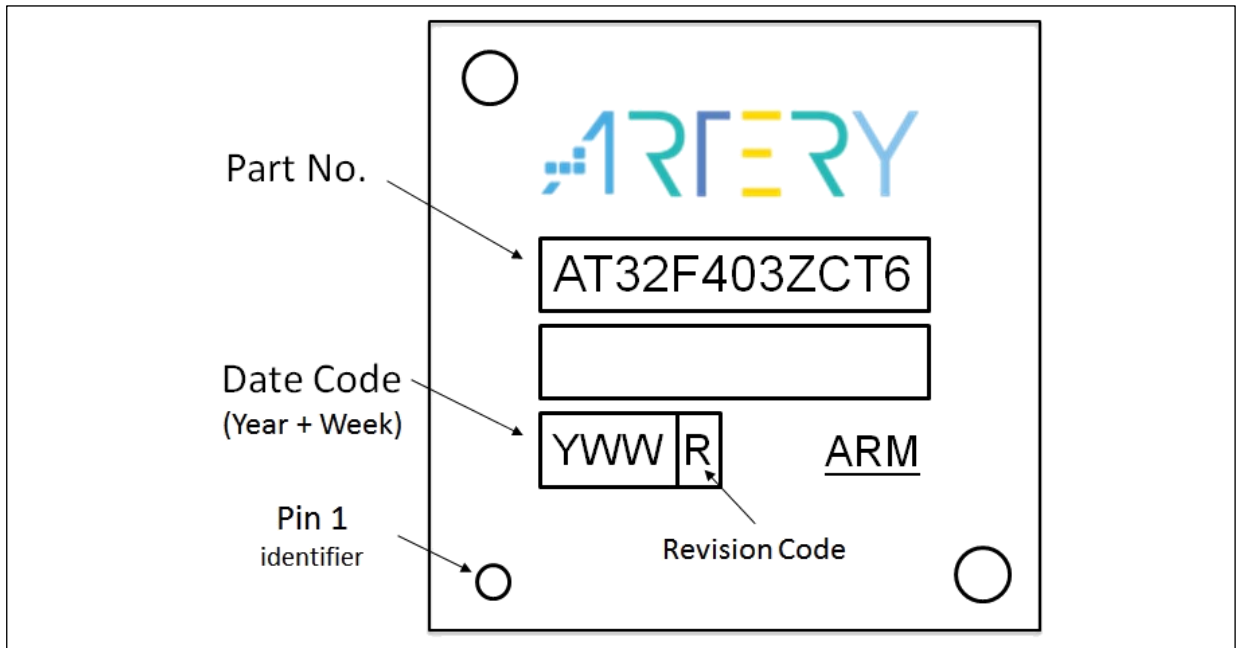 ARTERY
Part No.
AT32F403ZCT6
Date Code
(Year + Week)
YWW R
ARM
Pin 1
identifier
Revision Code